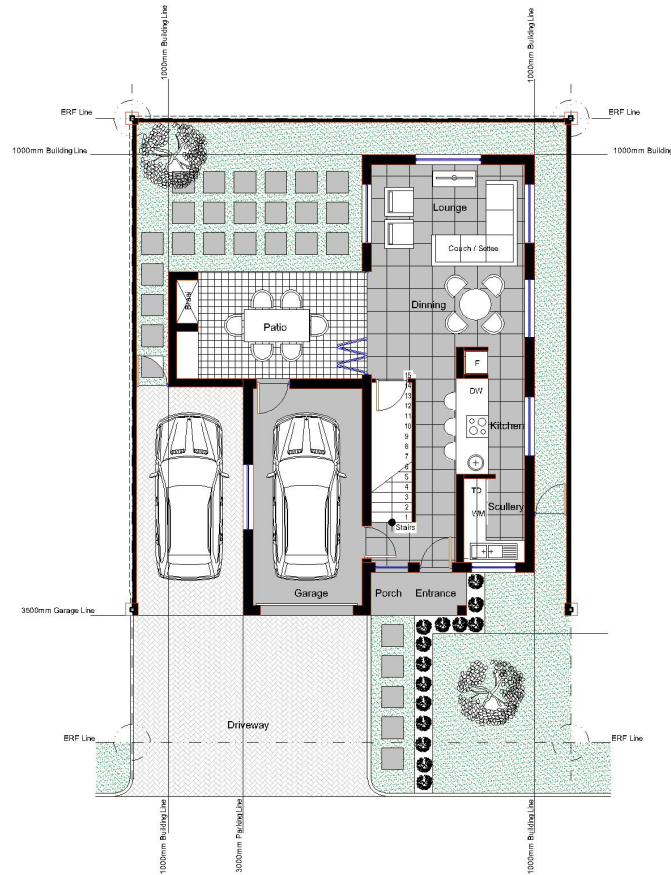 1000mm Building Line
1000mm Building Line
ERF Line
ERF Line
1000mm Building Line
1000mm Building
Lounge
Couch / Settee
Dinning
Braai
Patio
F
15
14
13
12
11
10
9
8
7
6
5
4
3
2
1
DW
Kitchen
TD
WM
Scullery
Stairs
Garage
Porch
Entrance
3500mm Garage Line
Driveway
ERF Line
ERF Line
1000mm Building Line
3000mm Parking Line
1000mm Building Line